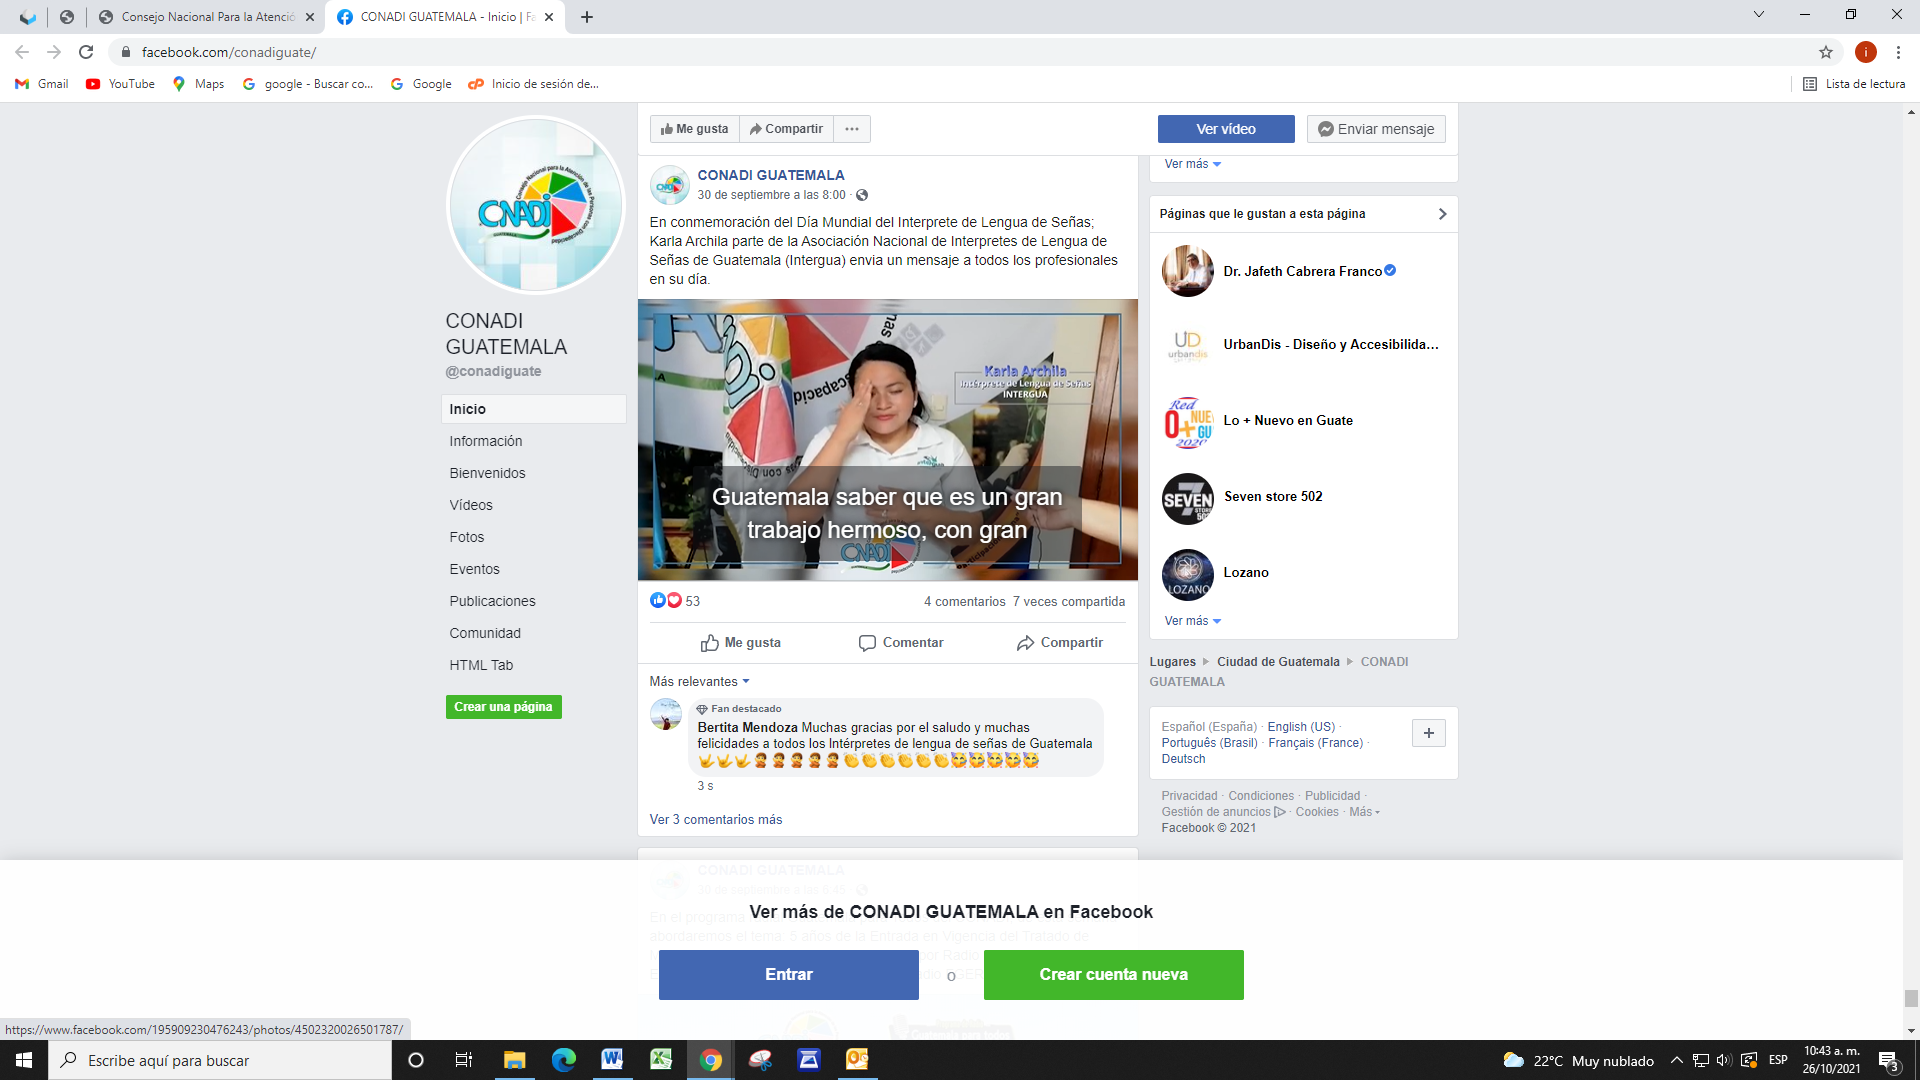 Consejo Nacional Para la Atenció
CONADI GUATEMALA - Inicio | Fa
facebook.com/conadiguate/
i
Gmail
YouTube
Maps
google - Buscar co...
Google
Inicio de sesión de...
Lista de lectura
CONADI
GUATEMALA
@conadiguate
Inicio
Información
Bienvenidos
Vídeos
Fotos
Eventos
Publicaciones
Comunidad
HTML Tab
Crear una página
Me gusta
Compartir
Ver vídeo
Enviar mensaje
CONADI GUATEMALA
30 de septiembre a las 8:00 ·
En conmemoración del Día Mundial del Interprete de Lengua de Señas;
Karla Archila parte de la Asociación Nacional de Interpretes de Lengua de
Señas de Guatemala (Intergua) envia un mensaje a todos los profesionales
en su día.
Karla Archila
Intérprete de Lengua de Señas
INTERGUA
Guatemala saber que es un gran
trabajo hermoso, con gran
53
4 comentarios 7 veces compartida
Me gusta
Comentar
Compartir
Más relevantes
Fan destacado
Bertita Mendoza Muchas gracias por el saludo y muchas
felicidades a todos los Intérpretes de lengua de señas de Guatemala
3 s
Ver 3 comentarios más
CONADI GUATEMALA
Ver más
Páginas que le gustan a esta página
Dr. Jafeth Cabrera Franco
UrbanDis - Diseño y Accesibilida...
Lo + Nuevo en Guate
Seven store 502
Lozano
Ver más
Lugares
Ciudad de Guatemala
CONADI
GUATEMALA
Español (España) · English (US) ·
Português (Brasil) · Français (France) ·
Deutsch
Privacidad · Condiciones · Publicidad ·
Gestión de anuncios · Cookies · Más
Facebook © 2021
Ver más de CONADI GUATEMALA en Facebook
Entrar
o
Crear cuenta nueva
https://www.facebook.com/195909230476243/photos/4502320026501787/
Escribe aquí para buscar
22°C Muy nublado
ESP
10:43 a. m.
26/10/2021
3